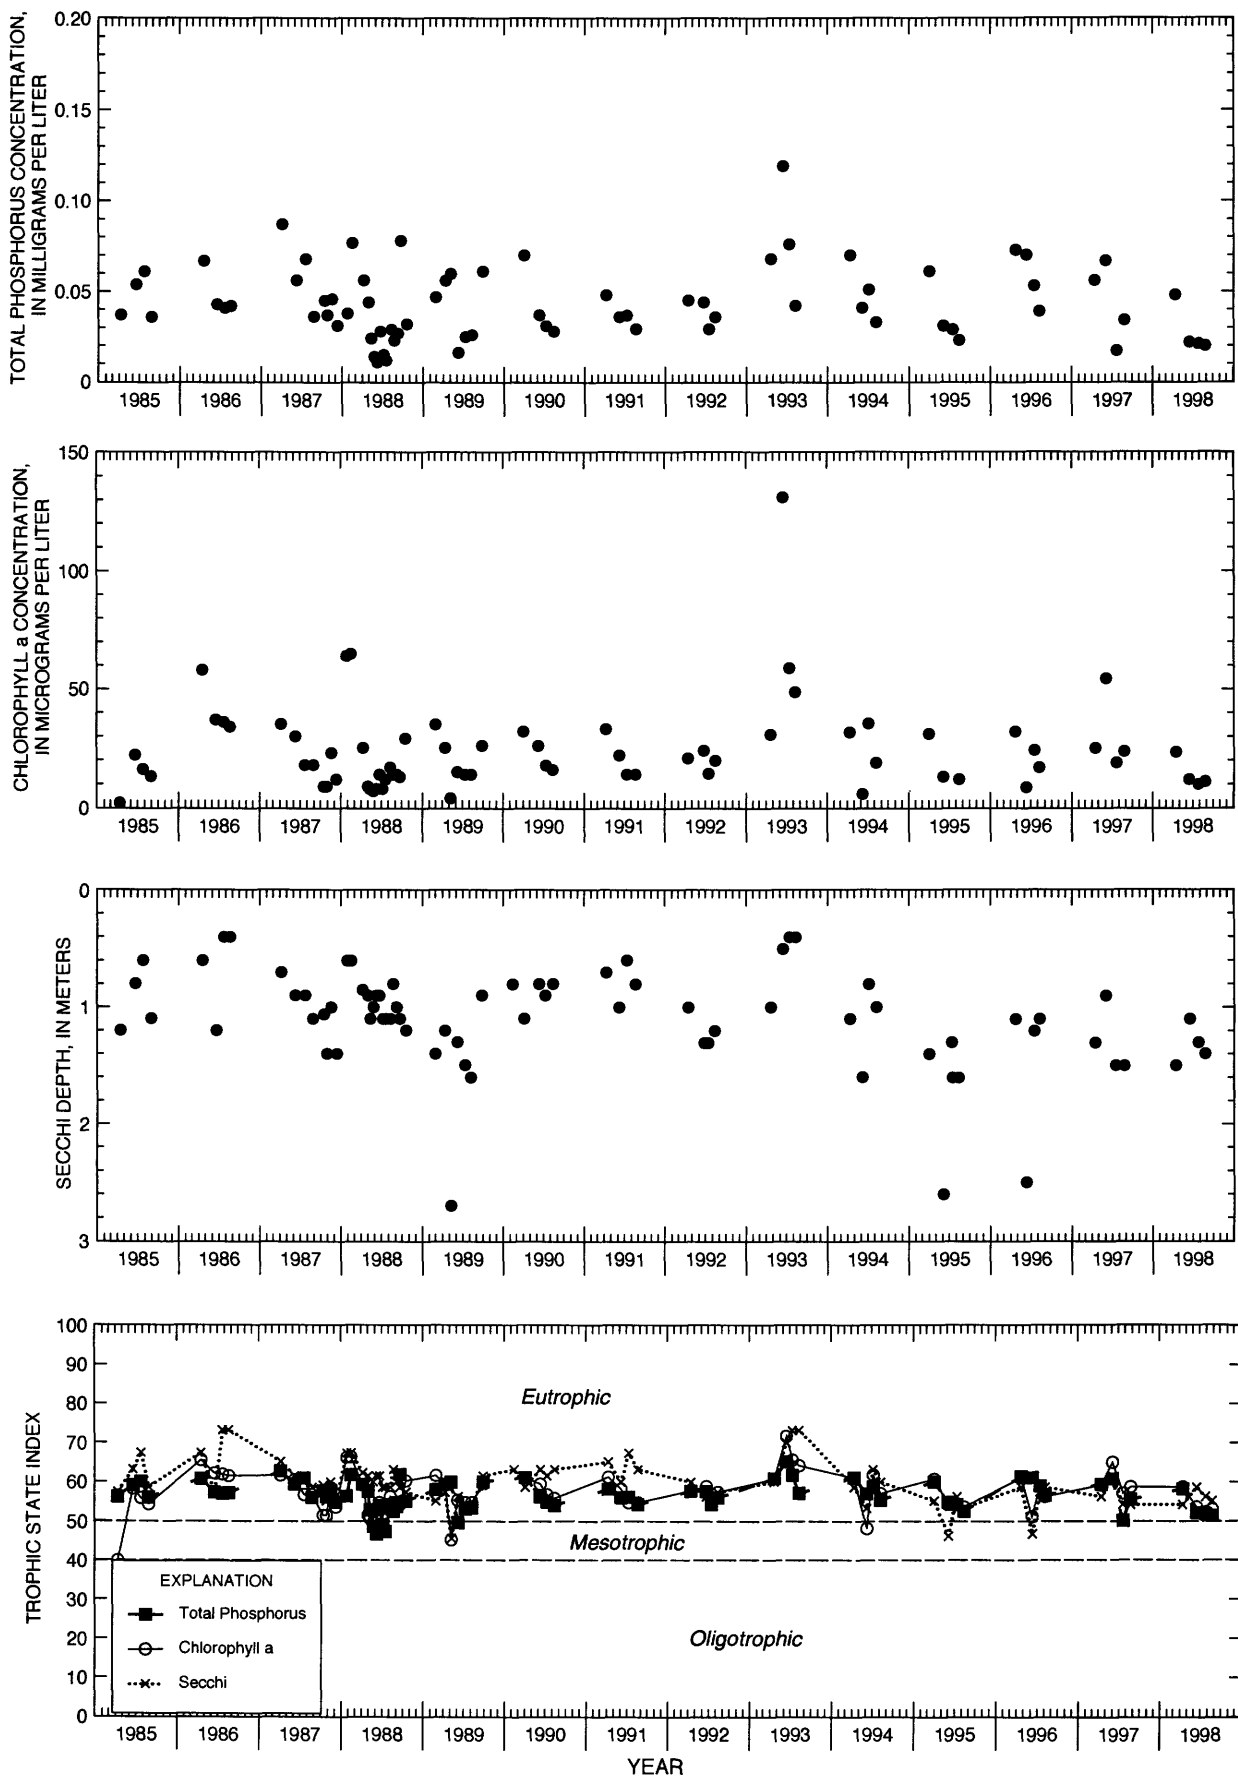 TOTAL PHOSPHORUS CONCENTRATION,
IN MILLIGRAMS PER LITER
0.20
0.15
0.10
0.05
0
1985 1986 1987 1988 1989 1990 1991 1992 1993 1994 1995 1996 1997 1998
CHLOROPHYLL a CONCENTRATION,
IN MICROGRAMS PER LITER
150
100
50
0
1985 1986 1987 1988 1989 1990 1991 1992 1993 1994 1995 1996 1997 1998
SECCHI DEPTH, IN METERS
0
1
2
3
1985 1986 1987 1988 1989 1990 1991 1992 1993 1994 1995 1996 1997 1998
TROPHIC STATE INDEX
100
90
80
70
60
50
40
30
20
10
0
Eutrophic
Mesotrophic
Oligotrophic
EXPLANATION
Total Phosphorus
Chlorophyll a
Secchi
1985 1986 1987 1988 1989 1990 1991 1992 1993 1994 1995 1996 1997 1998
YEAR